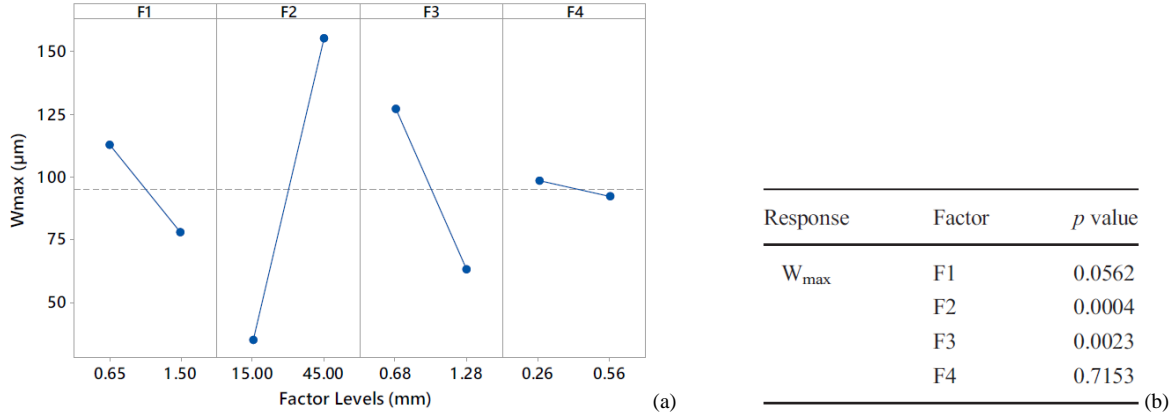 F1 F2 F3 F4
150
125
100
75
50
Wmax (µm)
0.65 1.50 15.00 45.00 0.68 1.28 0.26 0.56
Factor Levels (mm)
(a)
Response Factor p value
Wmax F1 0.0562
F2 0.0004
F3 0.0023
F4 0.7153
(b)